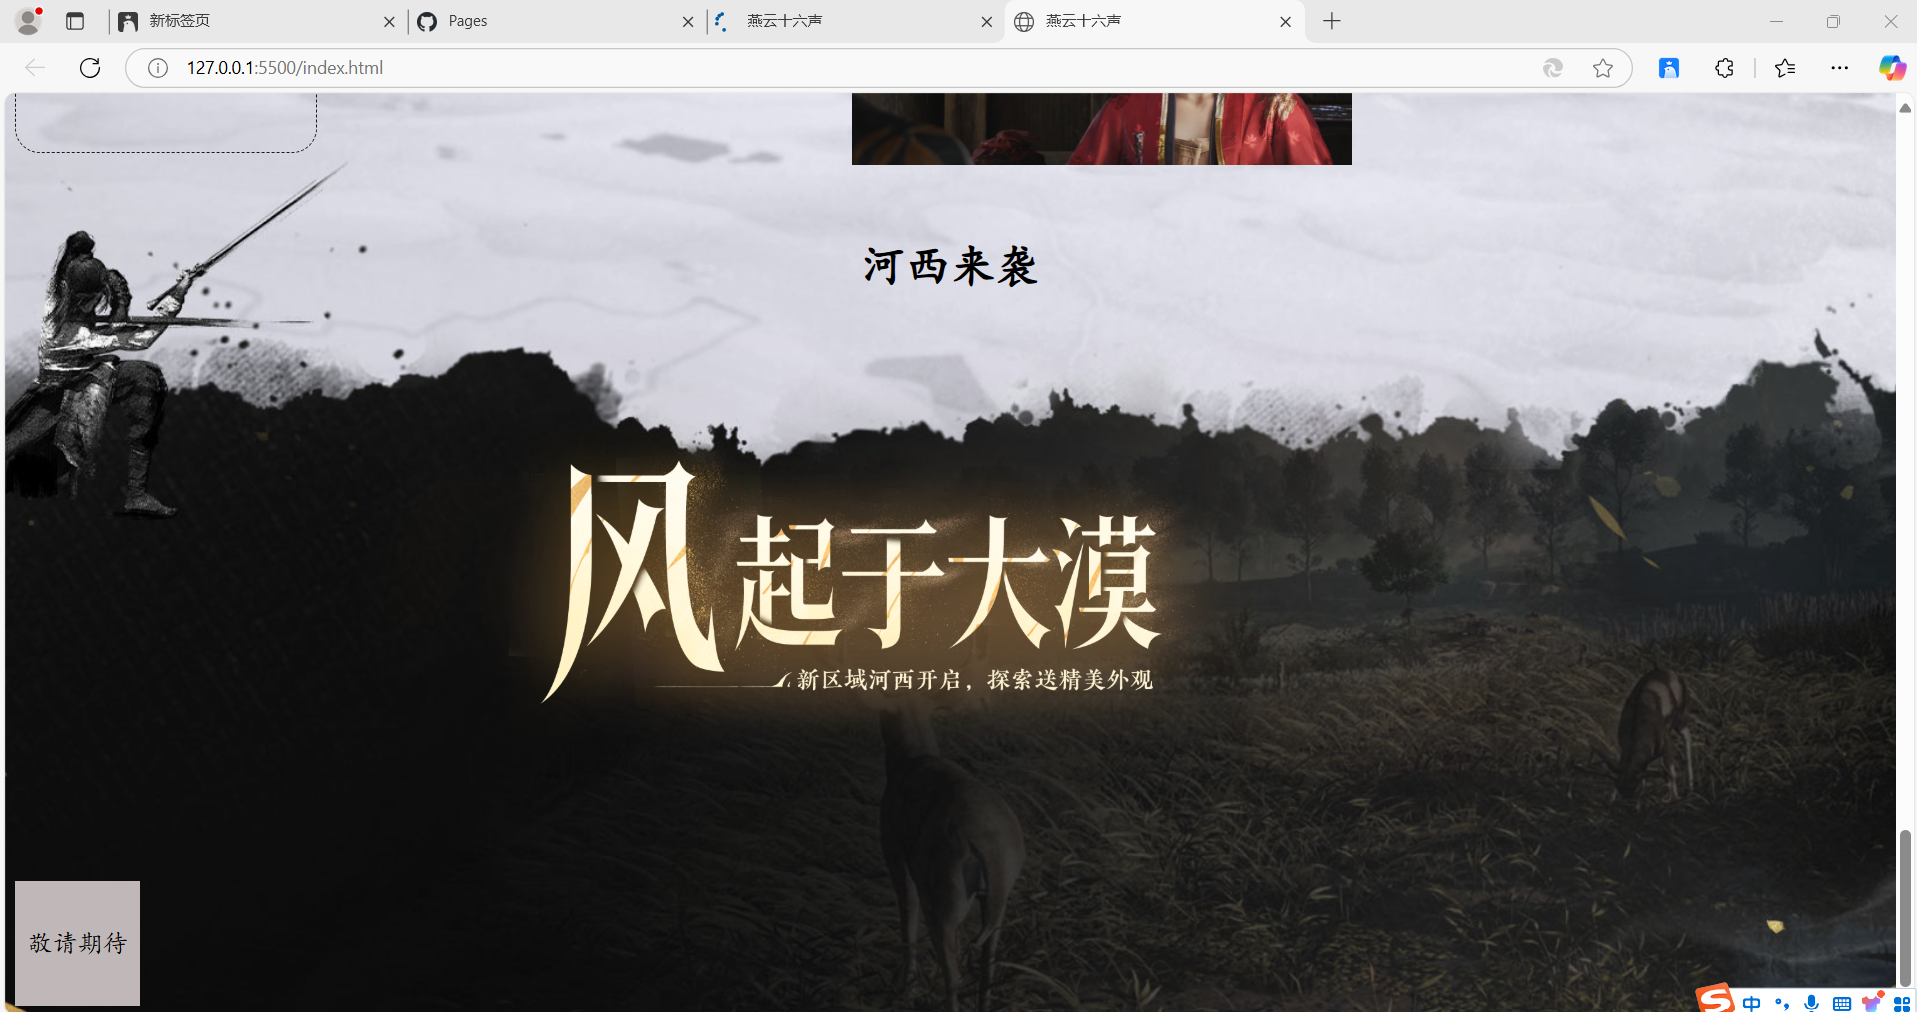 新标签页
Pages
燕云十六声
燕云十六声
127.0.0.1:5500/index.html
河西来袭
风起于大漠
新区域河西开启，探索送精美外观
敬请期待
中